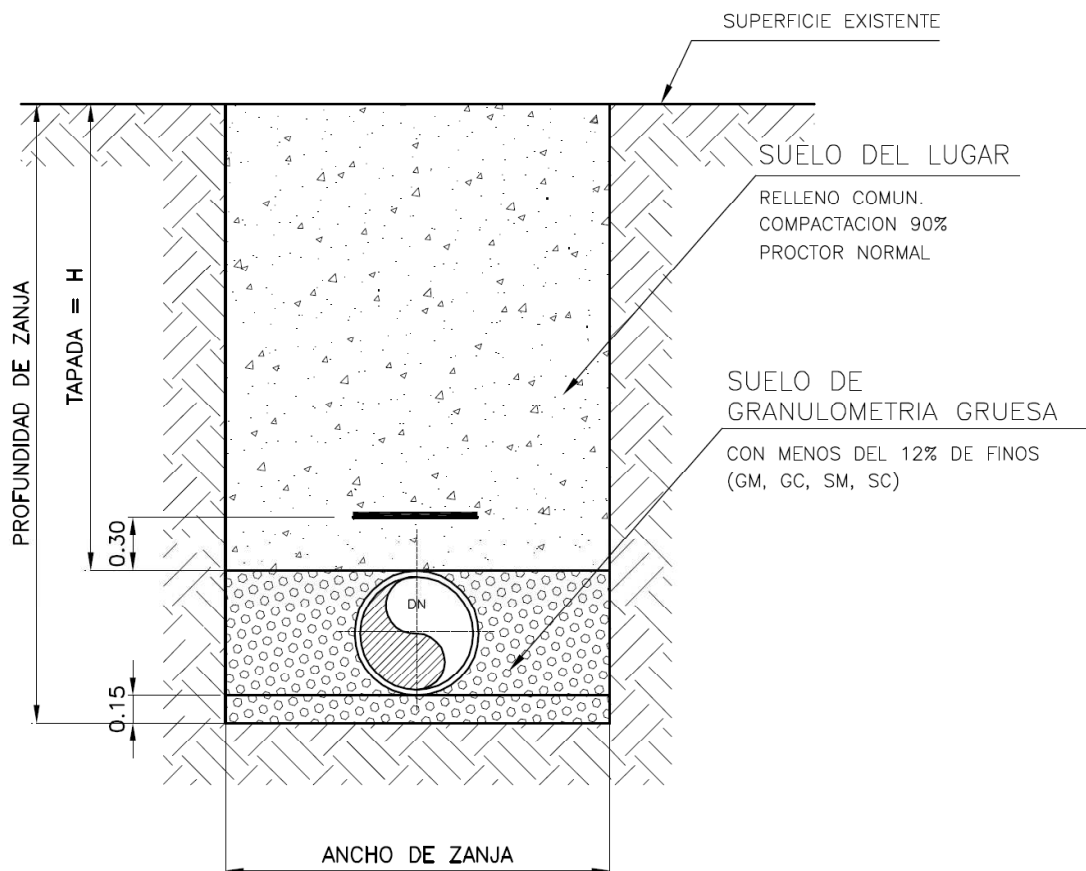 SUPERFICIE EXISTENTE
SUELO DEL LUGAR
RELLENO COMUN.
COMPACTACION 90%
PROCTOR NORMAL
PROFUNDIDAD DE ZANJA
TAPADA = H
SUELO DE
GRANULOMETRIA GRUESA
CON MENOS DEL 12% DE FINOS
(GM, GC, SM, SC)
0.30
DN
0.15
ANCHO DE ZANJA